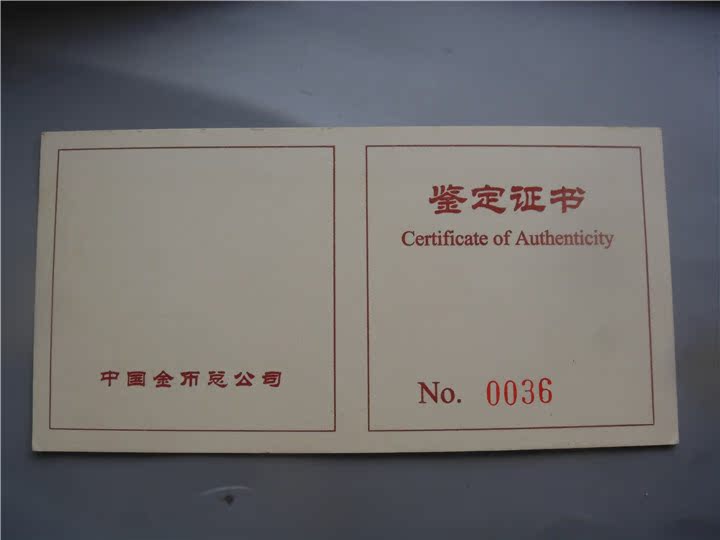 中国金币总公司
鉴定证书
Certificate of Authenticity
No. 0036